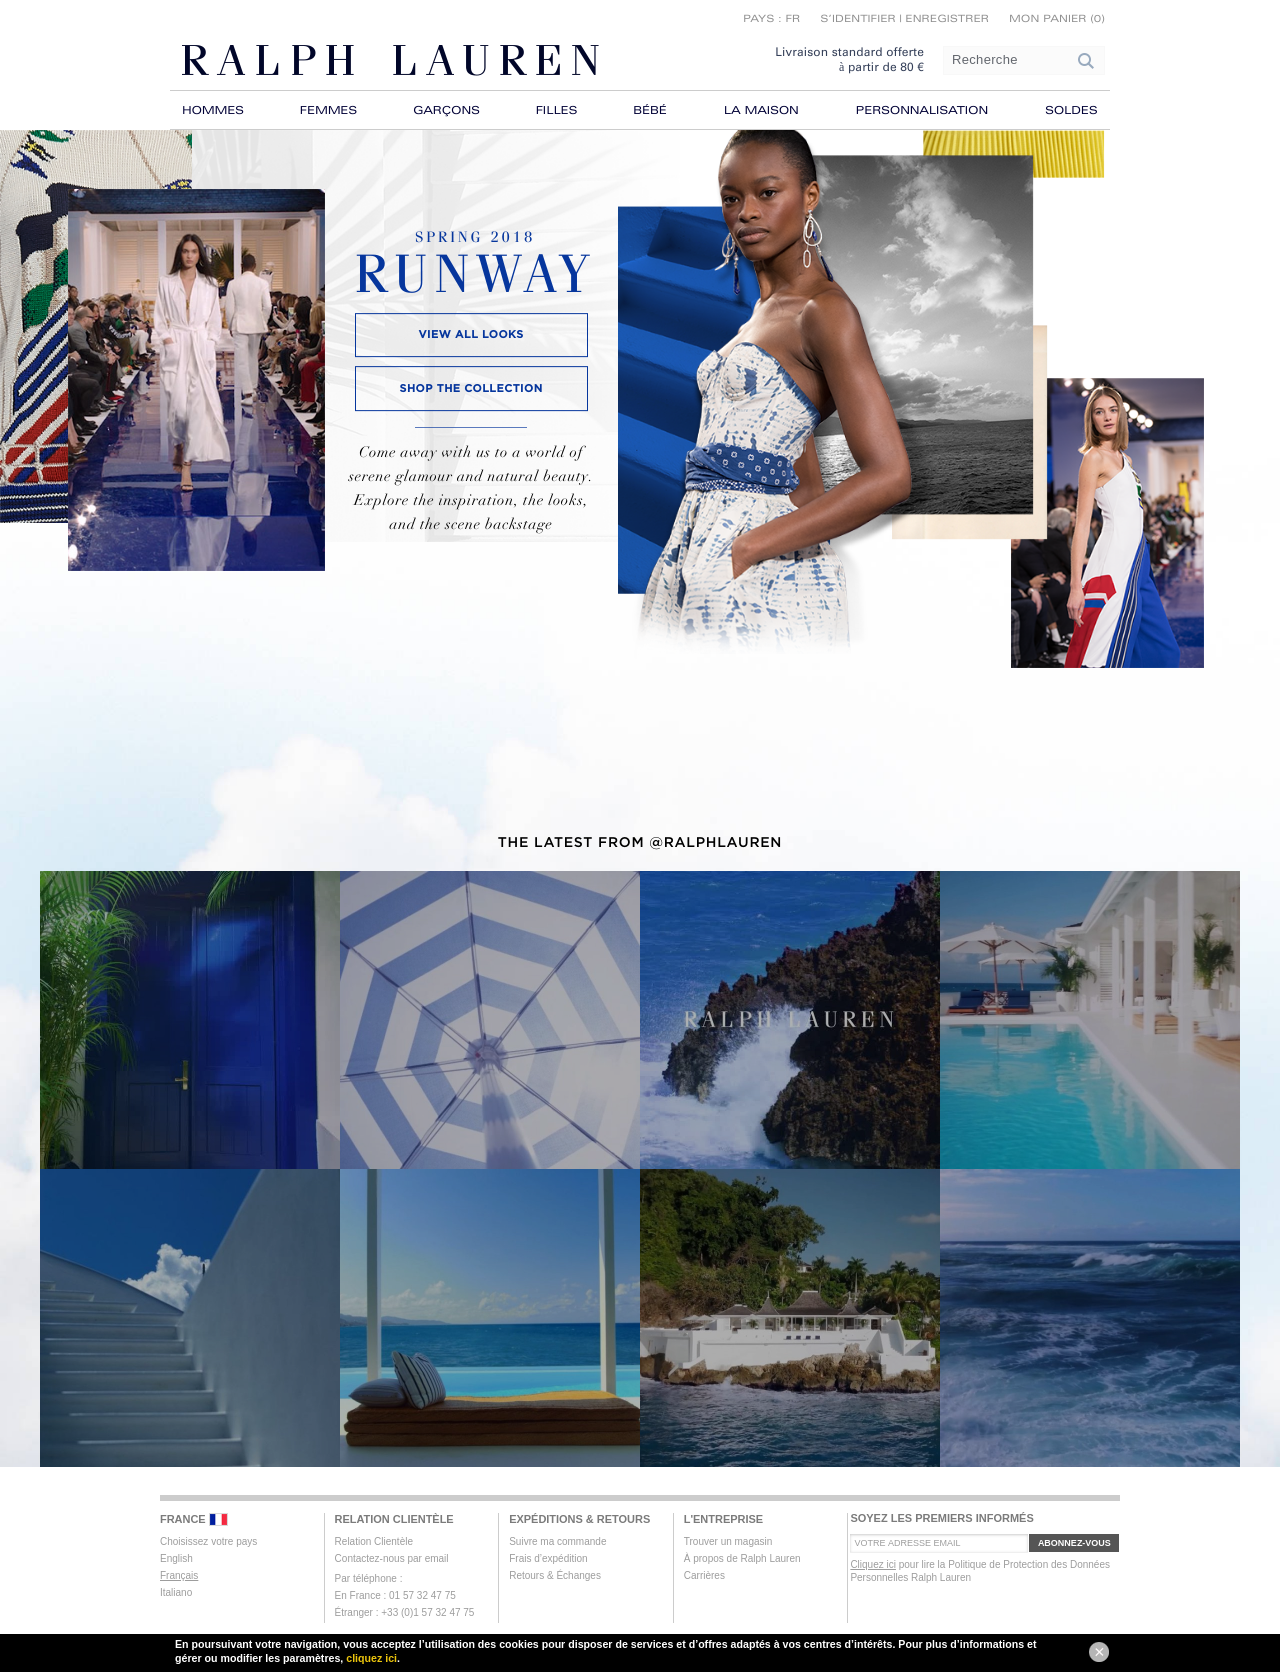 PAYS : FR S'IDENTIFIER | ENREGISTRER MON PANIER (0)
RALPH LAUREN
Livraison standard offerte
à partir de 80 €
Recherche
HOMMES FEMMES GARÇONS FILLES BÉBÉ LA MAISON PERSONNALISATION SOLDES
SPRING 2018
RUNWAY
VIEW ALL LOOKS
SHOP THE COLLECTION
Come away with us to a world of
serene glamour and natural beauty.
Explore the inspiration, the looks,
and the scene backstage
THE LATEST FROM @RALPHLAUREN
RALPH LAUREN
FRANCE
Choisissez votre pays
English
Français
Italiano
RELATION CLIENTÈLE
Relation Clientèle
Contactez-nous par email
Par téléphone :
En France : 01 57 32 47 75
Étranger : +33 (0)1 57 32 47 75
EXPÉDITIONS & RETOURS
Suivre ma commande
Frais d'expédition
Retours & Échanges
L'ENTREPRISE
Trouver un magasin
À propos de Ralph Lauren
Carrières
SOYEZ LES PREMIERS INFORMÉS
VOTRE ADRESSE EMAIL ABONNEZ-VOUS
Cliquez ici pour lire la Politique de Protection des Données
Personnelles Ralph Lauren
En poursuivant votre navigation, vous acceptez l'utilisation des cookies pour disposer de services et d'offres adaptés à vos centres d'intérêts. Pour plus d'informations et
gérer ou modifier les paramètres, cliquez ici.